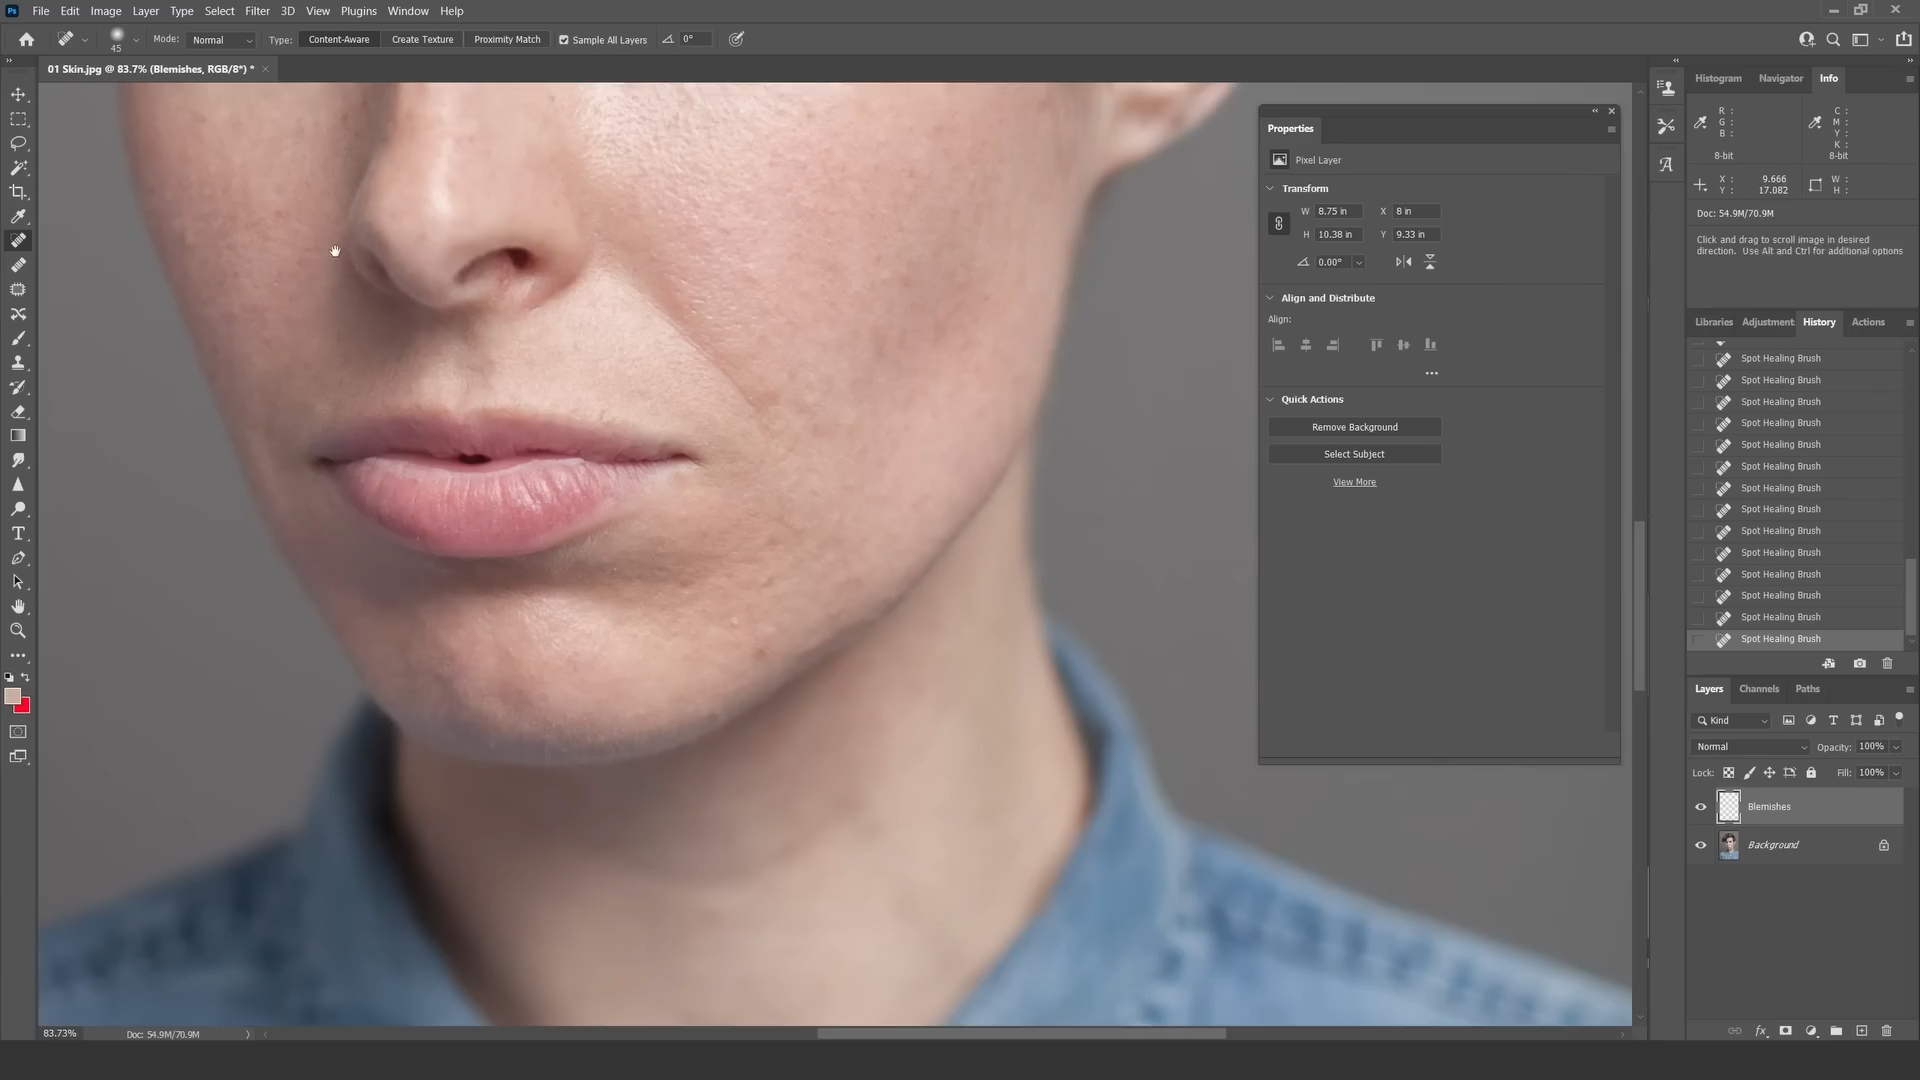 Ps File Edit Image Layer Type Select Filter 3D View Plugins Window Help
45 Mode: Normal Type: Content-Aware Create Texture Proximity Match Sample All Layers 0°
01 Skin.jpg @ 83.7% (Blemishes, RGB/8*) *
Histogram Navigator Info
R : C :
G : M :
B : Y :
K :
8-bit 8-bit
X : 9.666 W :
Y : 17.082 H :
Doc: 54.9M/70.9M
Click and drag to scroll image in desired
direction. Use Alt and Ctrl for additional options
Properties
Pixel Layer
Transform
W 8.75 in X 8 in
H 10.38 in Y 9.33 in
0.00°
Align and Distribute
Align:
Quick Actions
Remove Background
Select Subject
View More
Libraries Adjustment History Actions
Spot Healing Brush
Spot Healing Brush
Spot Healing Brush
Spot Healing Brush
Spot Healing Brush
Spot Healing Brush
Spot Healing Brush
Spot Healing Brush
Spot Healing Brush
Spot Healing Brush
Spot Healing Brush
Spot Healing Brush
Spot Healing Brush
Spot Healing Brush
Layers Channels Paths
Kind
Normal Opacity: 100%
Lock: Fill: 100%
Blemishes
Background
fx
83.73% Doc: 54.9M/70.9M